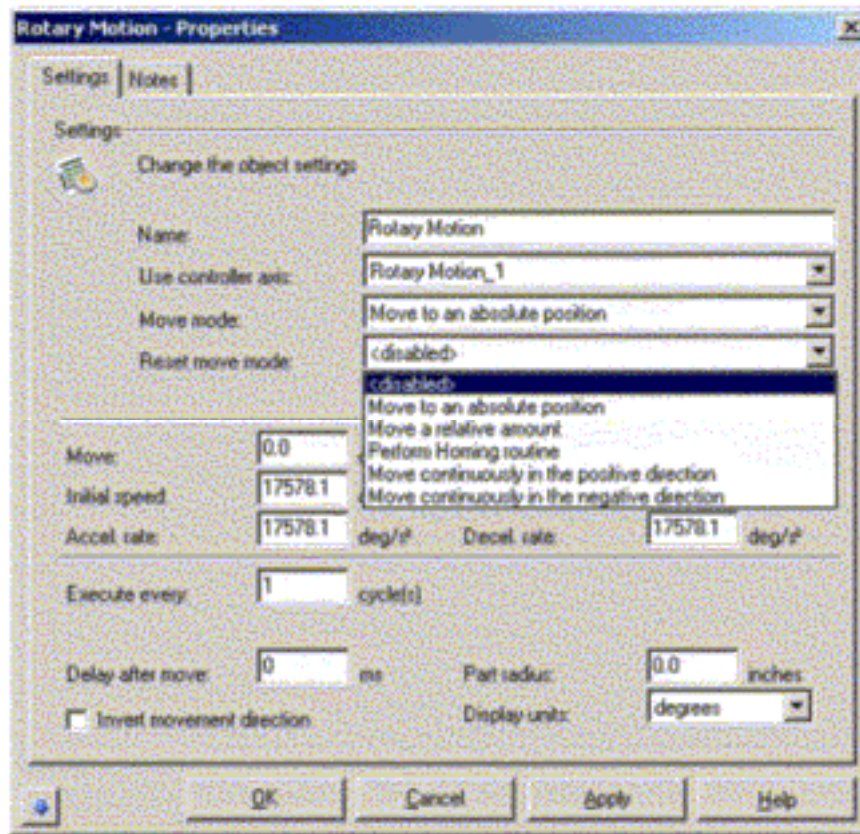 Rotary Motion - Properties
Settings Notes
Settings
Change the object settings
Name: Rotary Motion
Use controller axis: Rotary Motion_1
Move mode: Move to an absolute position
Reset move mode: <disabled>
<disabled>
Move to an absolute position
Move a relative amount
Perform Homing routine
Move continuously in the positive direction
Move continuously in the negative direction
Move: 0.0
Initial speed: 17578.1
Accel. rate: 17578.1 deg/s² Decel. rate: 17578.1 deg/s²
Execute every: 1 cycle(s)
Delay after move: 0 ms Part radius: 0.0 inches
Invert movement direction Display units: degrees
OK Cancel Apply Help